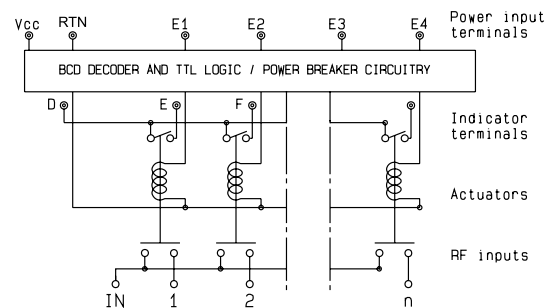 Vcc RTN E1 E2 E3 E4 Power input terminals
BCD DECODER AND TTL LOGIC / POWER BREAKER CIRCUITRY
D E F Indicator terminals
Actuators
RF inputs
IN 1 2 n